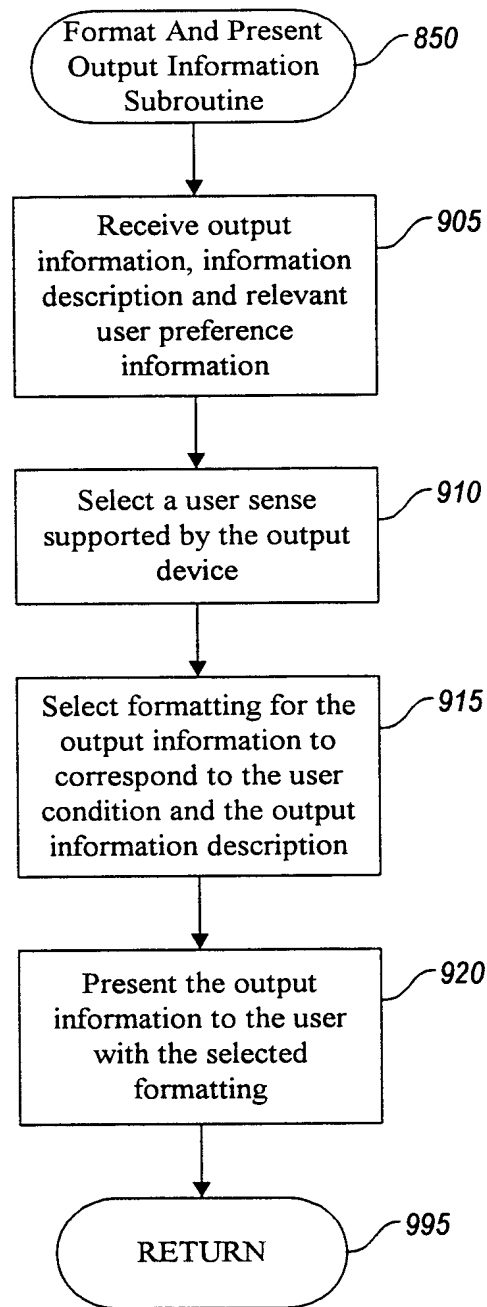 Format And Present
Output Information
Subroutine
850
Receive output
information, information
description and relevant
user preference
information
905
Select a user sense
supported by the output
device
910
Select formatting for the
output information to
correspond to the user
condition and the output
information description
915
Present the output
information to the user
with the selected
formatting
920
RETURN
995